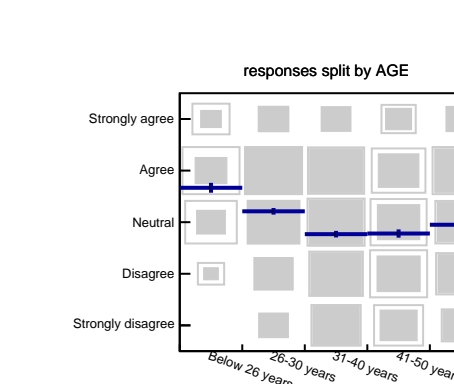 responses split by AGE
Strongly agree
Agree
Neutral
Disagree
Strongly disagree
Below 26 years
26-30 years
31-40 years
41-50